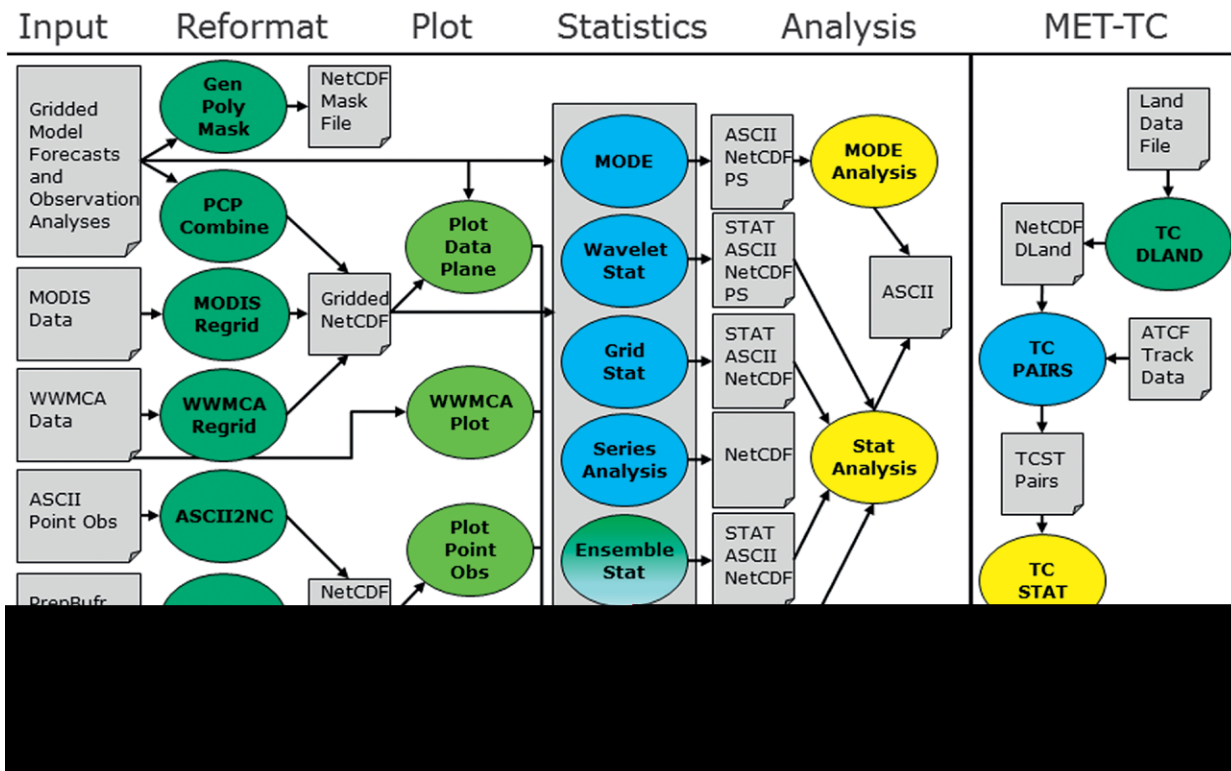 Input
Reformat
Plot
Statistics
Analysis
MET-TC
Gridded
Model
Forecasts
and
Observation
Analyses
Gen
Poly
Mask
NetCDF
Mask
File
PCP
Combine
MODIS
Data
MODIS
Regrid
Gridded
NetCDF
WWMCA
Data
WWMCA
Regrid
ASCII
Point Obs
ASCII2NC
NetCDF
PrepBufr
Plot
Data
Plane
WWMCA
Plot
Plot
Point
Obs
MODE
Wavelet
Stat
Grid
Stat
Series
Analysis
Ensemble
Stat
ASCII
NetCDF
PS
STAT
ASCII
NetCDF
PS
STAT
ASCII
NetCDF
NetCDF
STAT
ASCII
NetCDF
MODE
Analysis
ASCII
Stat
Analysis
Land
Data
File
NetCDF
DLand
TC
DLAND
TC
PAIRS
ATCF
Track
Data
TCST
Pairs
TC
STAT